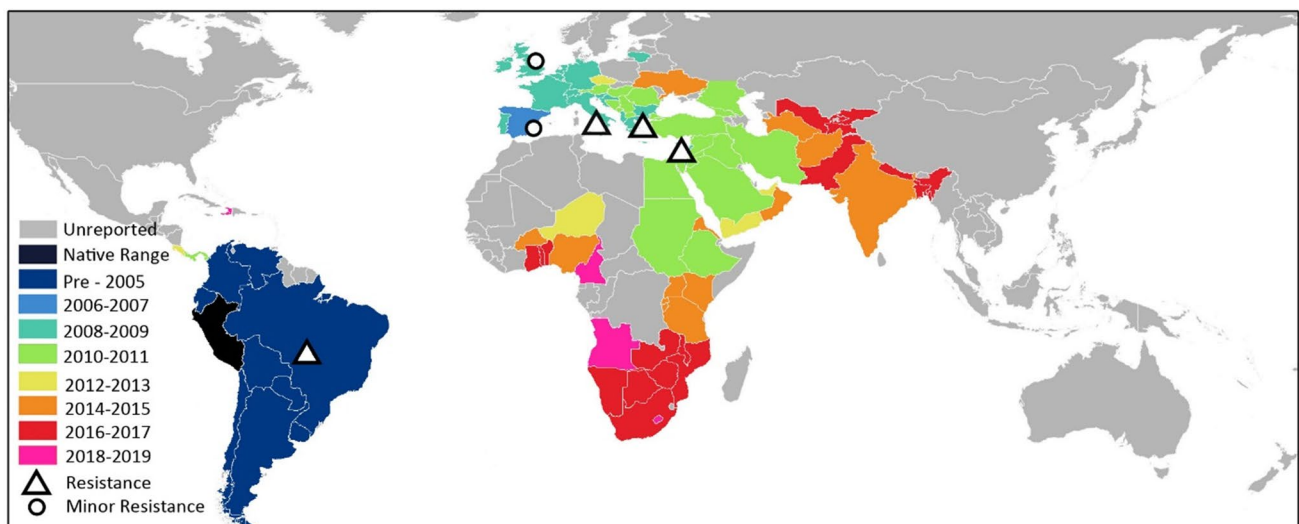 Unreported
Native Range
Pre - 2005
2006-2007
2008-2009
2010-2011
2012-2013
2014-2015
2016-2017
2018-2019
Resistance
Minor Resistance